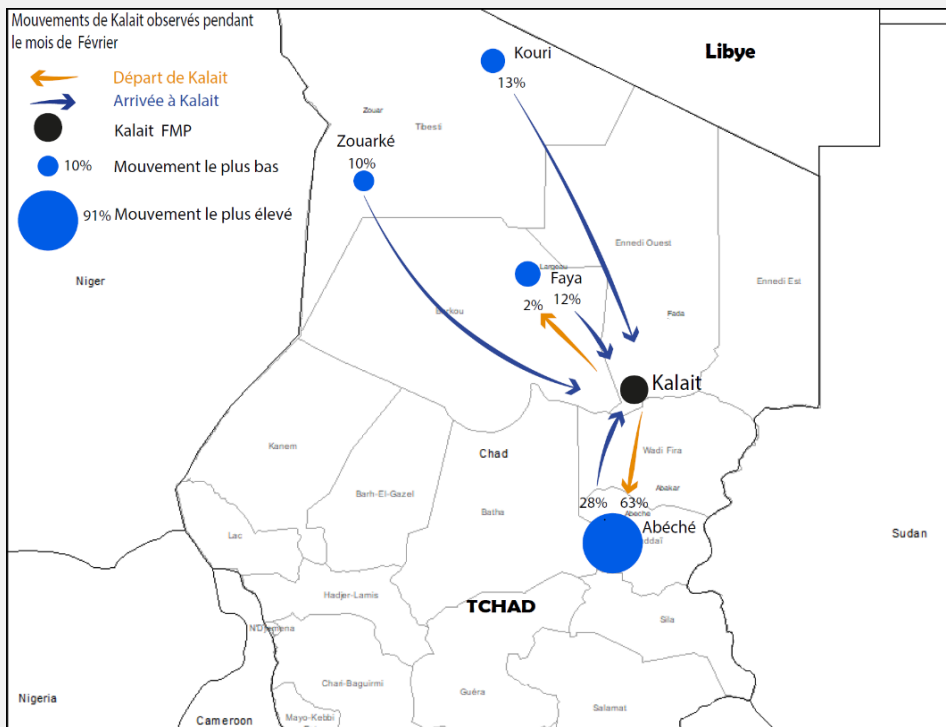 Mouvements de Kalait observés pendant
le mois de Février
Départ de Kalait
Arrivée à Kalait
Kalait FMP
10% Mouvement le plus bas
91% Mouvement le plus élevé
Kouri
13%
Libye
Zouar
Tibesti
Zouarké
10%
Ennedi Ouest
Ennedi Est
Niger
Largeau
Faya
2% 12%
Fada
Kalait
Kanem
Chad
Wadi Fira
Barh-El-Gazel
Abakar
28% 63%
Batha
Abeche
Abéché
Lac
Sudan
Hadjer-Lamis
TCHAD
Sila
N'Djamena
Chari-Baguirmi
Guéra
Salamat
Nigeria
Cameroon
Mayo-Kebbi